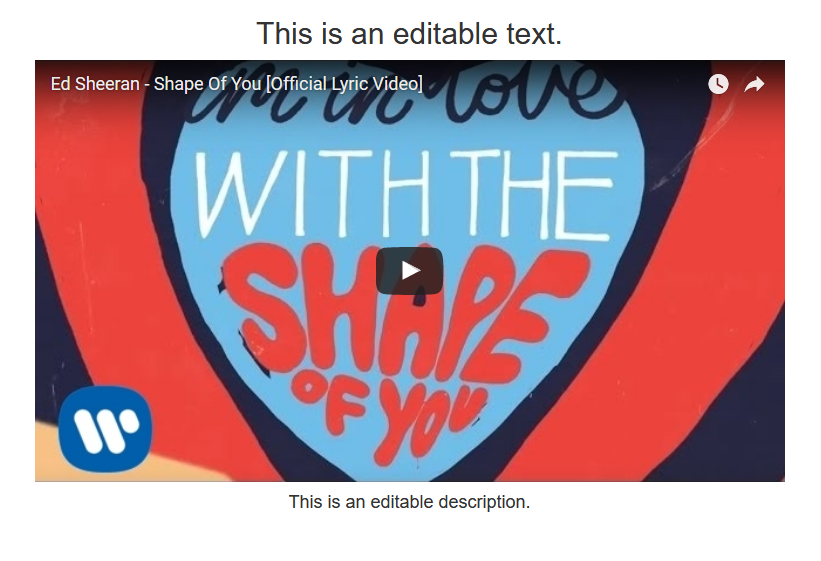 This is an editable text.
Ed Sheeran - Shape Of You [Official Lyric Video]
im in love
WITH THE
SHAPE
OF YOU
This is an editable description.